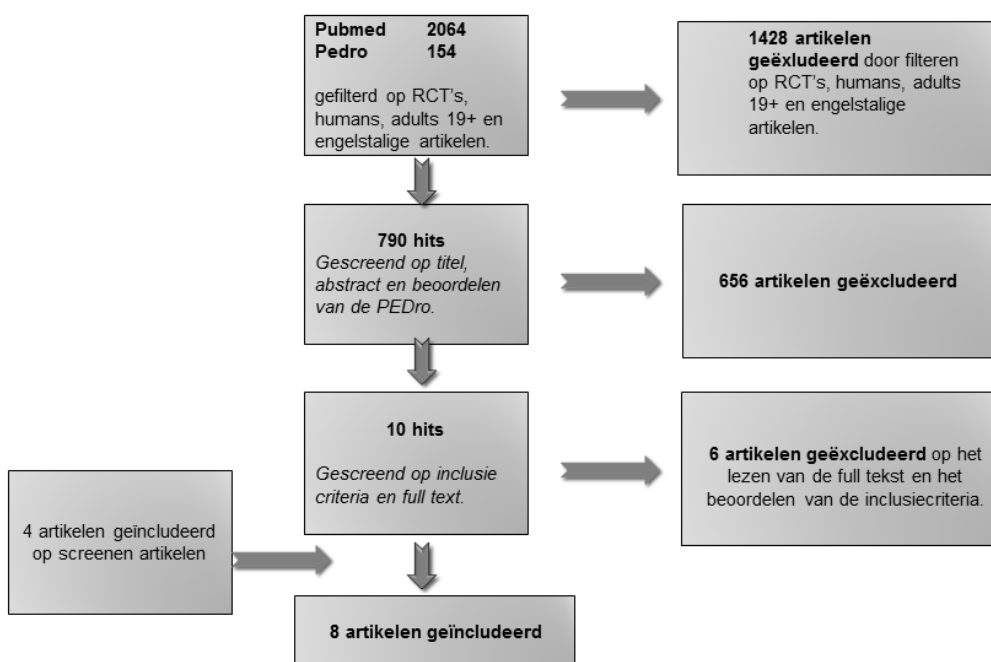 Pubmed 2064
Pedro 154
gefilterd op RCT's,
humans, adults 19+ en
engelstalige artikelen.
1428 artikelen
geëxludeerd door filteren
op RCT's, humans, adults
19+ en engelstalige
artikelen.
790 hits
Gescreend op titel,
abstract en beoordelen
van de PEDro.
656 artikelen geëxcludeerd
10 hits
Gescreend op inclusie
criteria en full text.
6 artikelen geëxcludeerd op het
lezen van de full tekst en het
beoordelen van de inclusiecriteria.
4 artikelen geïncludeerd
op screenen artikelen
8 artikelen geïncludeerd